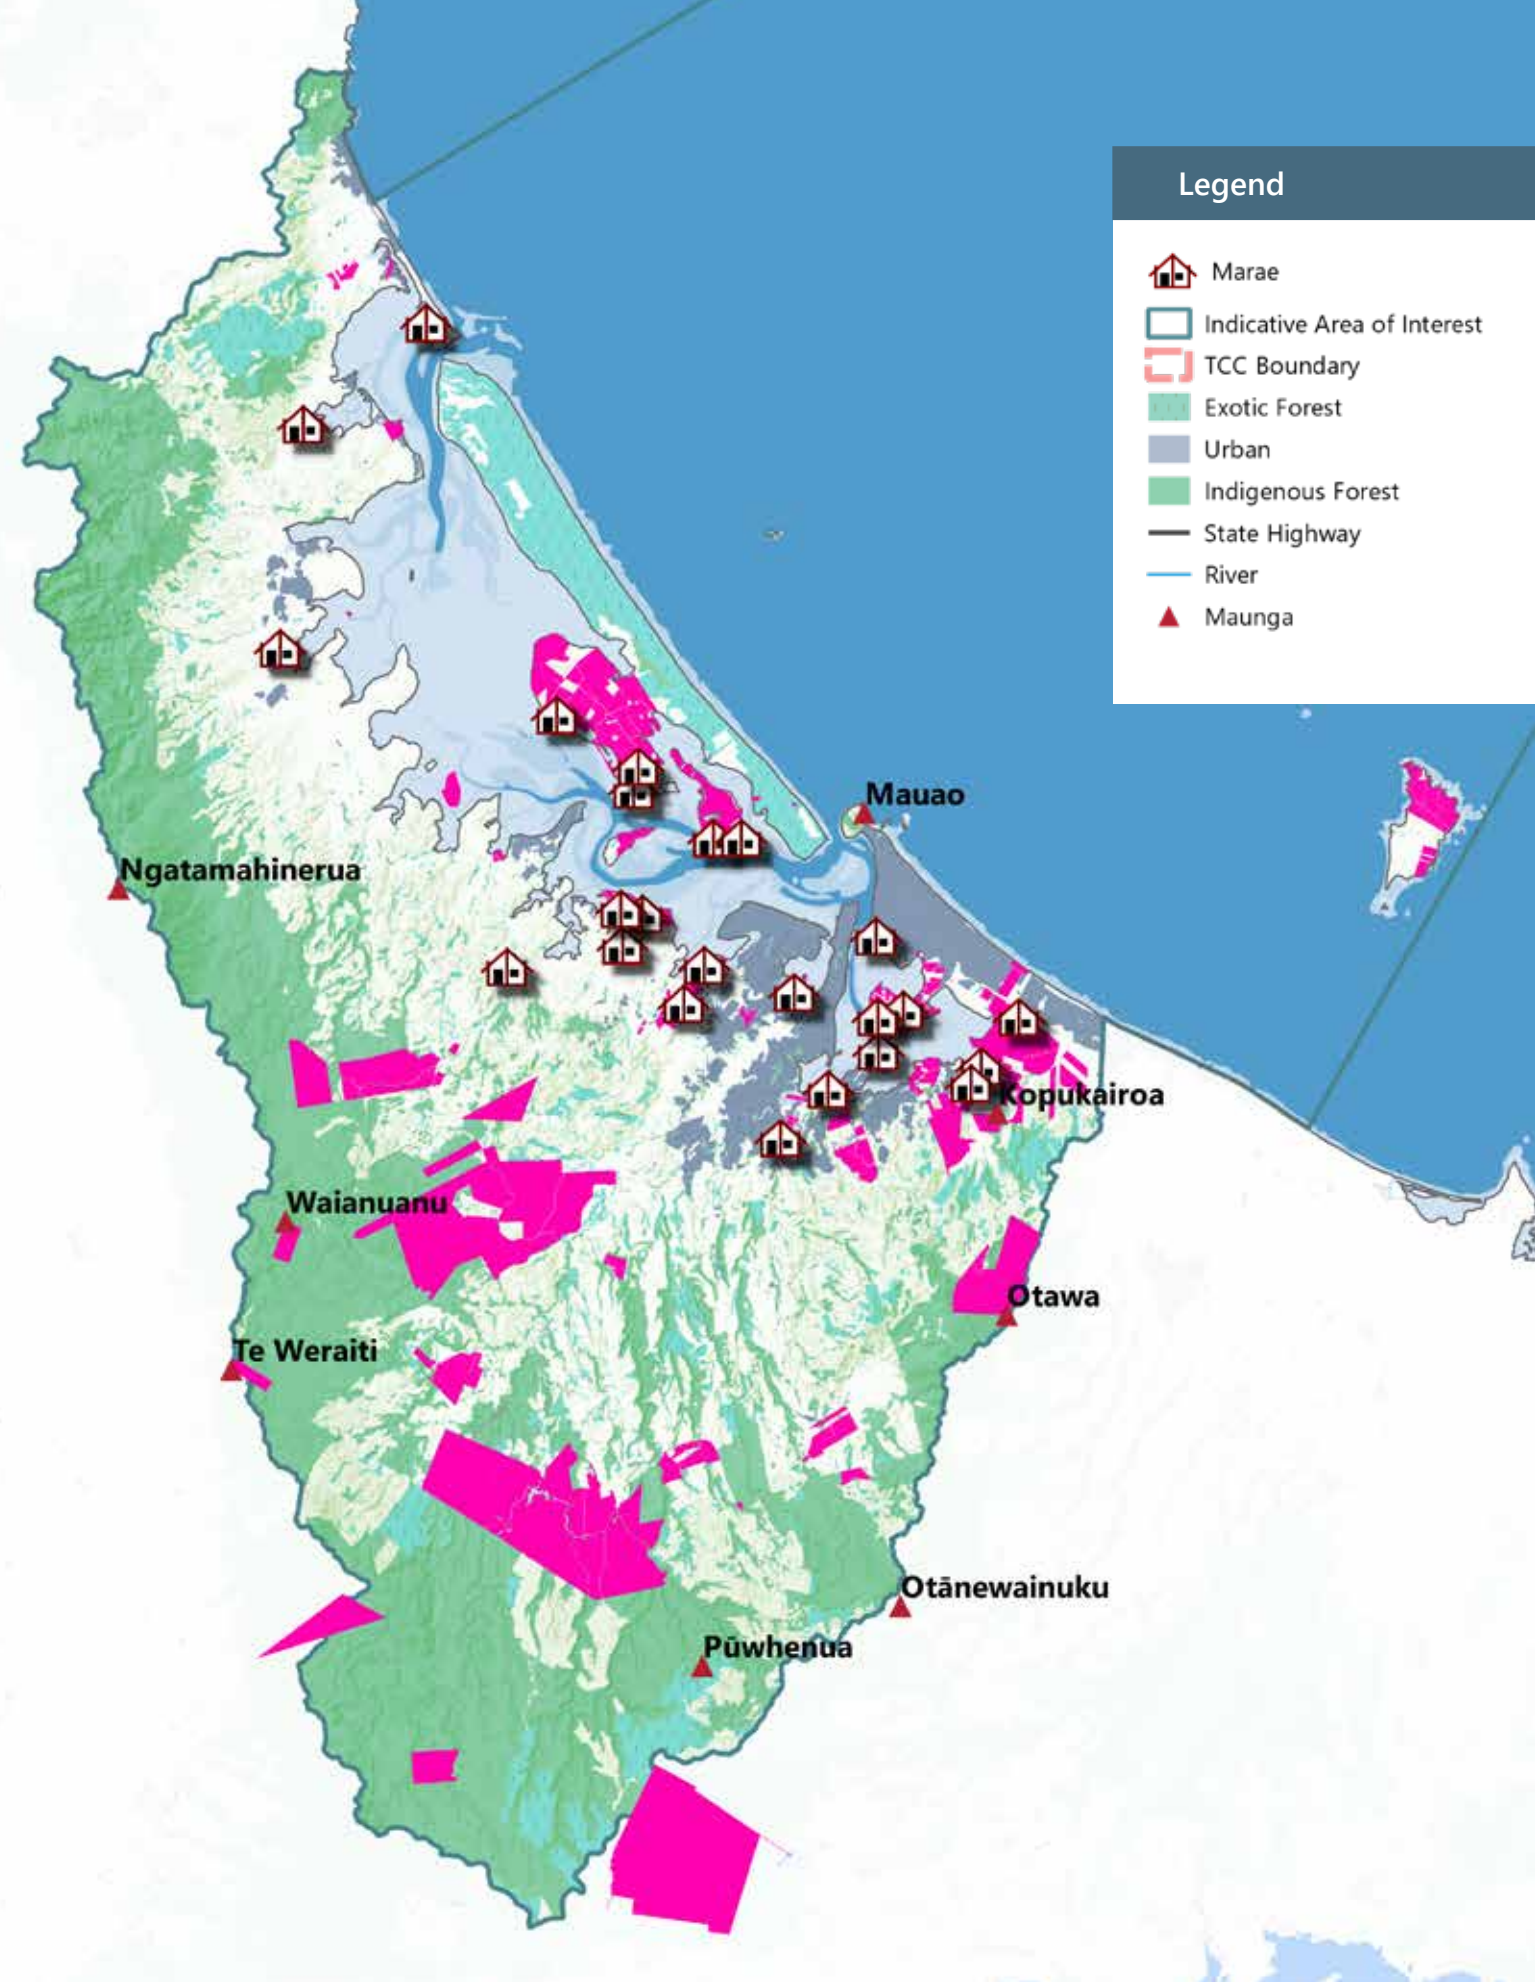 Legend
Marae
Indicative Area of Interest
TCC Boundary
Exotic Forest
Urban
Indigenous Forest
State Highway
River
Maunga
Mauao
Ngatamahinerua
Kopukairoa
Waianuanu
Otawa
Te Weraiti
Otānewainuku
Pūwhenua